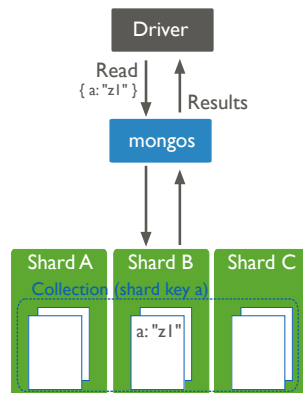 Driver
Read
{ a: "z1" }
Results
mongos
Shard A
Shard B
Shard C
Collection (shard key a)
a: "z1"